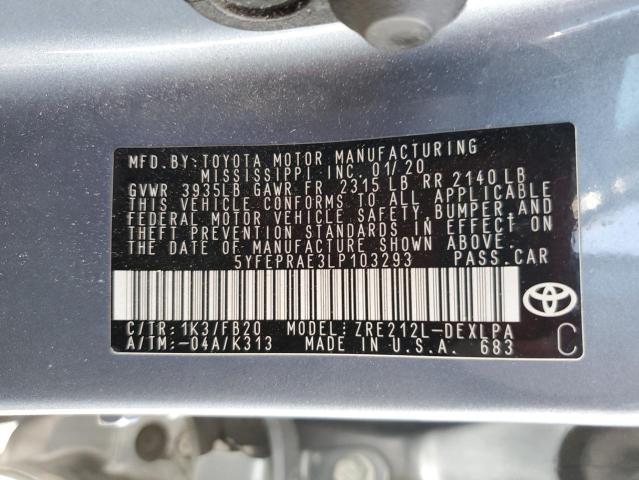 MFD. BY: TOYOTA MOTOR MANUFACTURING
MISSISSIPPI INC. 01/20
GVWR 3935LB GAWR FR 2315 LB RR 2140 LB
THIS VEHICLE CONFORMS TO ALL APPLICABLE
FEDERAL MOTOR VEHICLE SAFETY, BUMPER, AND
THEFT PREVENTION STANDARDS IN EFFECT ON
THE DATE OF MANUFACTURE SHOWN ABOVE.
5YFEPRAE3LP103293 PASS.CAR
C/TR: 1K3/FB20 MODEL: ZRE212L-DEXLPA
A/TM: -04A/K313 MADE IN U.S.A. 683 C